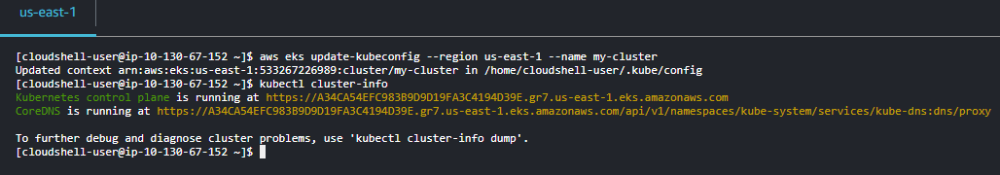 us-east-1
[cloudshell-user@ip-10-130-67-152 ~]$ aws eks update-kubeconfig --region us-east-1 --name my-cluster
Updated context arn:aws:eks:us-east-1:533267226989:cluster/my-cluster in /home/cloudshell-user/.kube/config
[cloudshell-user@ip-10-130-67-152 ~]$ kubectl cluster-info
Kubernetes control plane is running at https://A34CA54EFC983B9D9D19FA3C4194D39E.gr7.us-east-1.eks.amazonaws.com
CoreDNS is running at https://A34CA54EFC983B9D9D19FA3C4194D39E.gr7.us-east-1.eks.amazonaws.com/api/v1/namespaces/kube-system/services/kube-dns:dns/proxy
To further debug and diagnose cluster problems, use 'kubectl cluster-info dump'.
[cloudshell-user@ip-10-130-67-152 ~]$